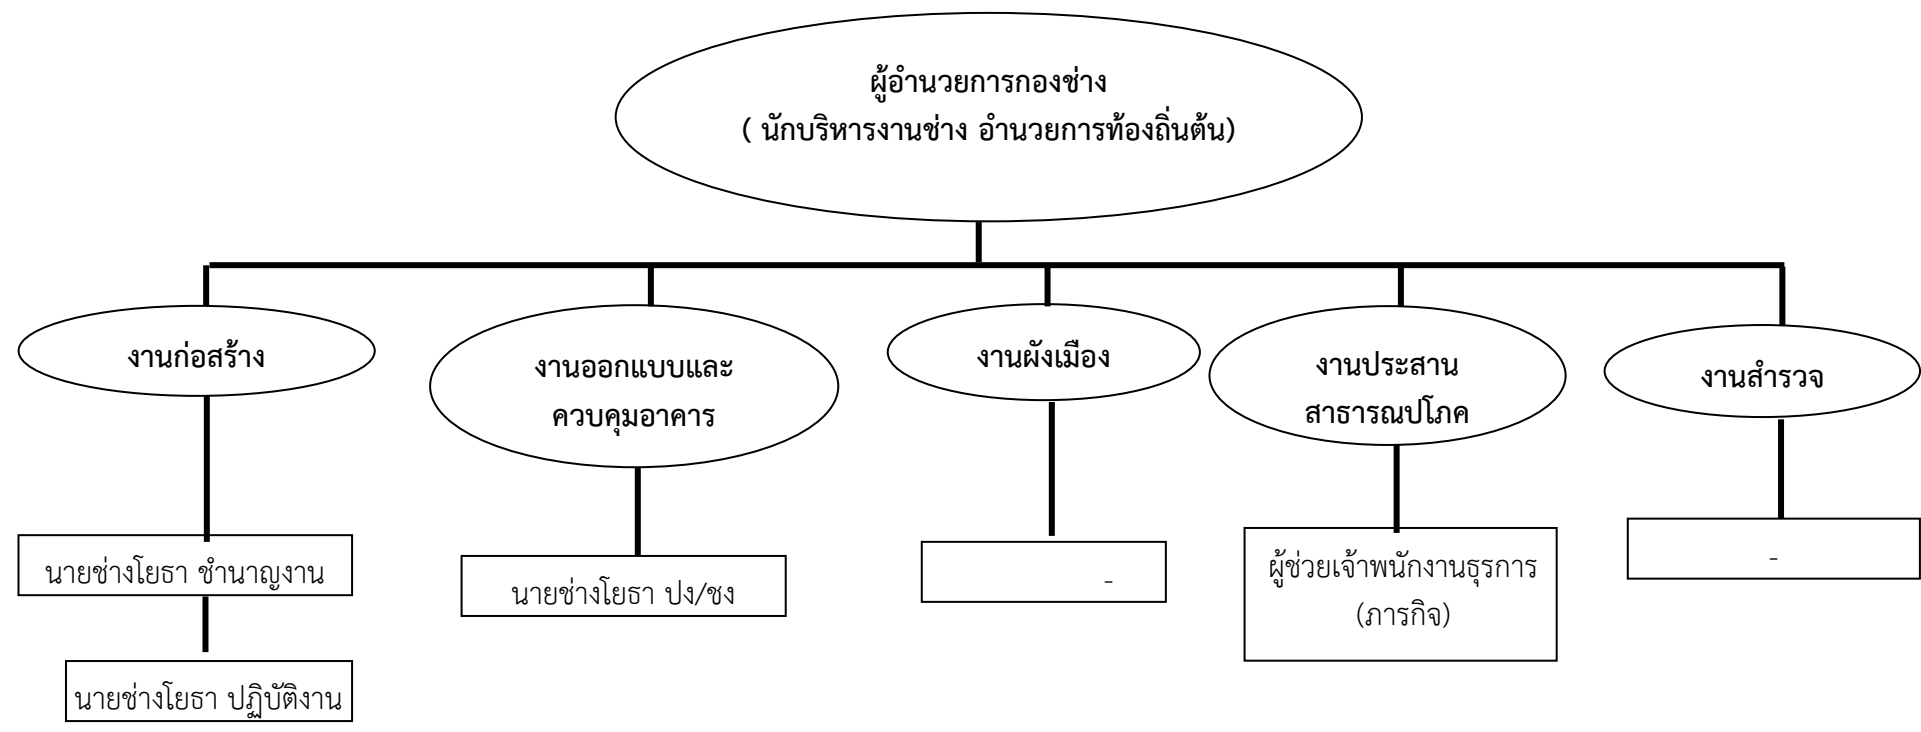 ผู้อำนวยการกองช่าง
( นักบริหารงานช่าง อำนวยการท้องถิ่นต้น)
งานก่อสร้าง
งานออกแบบและ
ควบคุมอาคาร
งานผังเมือง
งานประสาน
สาธารณปโภค
งานสำรวจ
นายช่างโยธา ชำนาญงาน
นายช่างโยธา ปฏิบัติงาน
นายช่างโยธา ปง/ชง
-
ผู้ช่วยเจ้าพนักงานธุรการ
(ภารกิจ)
-